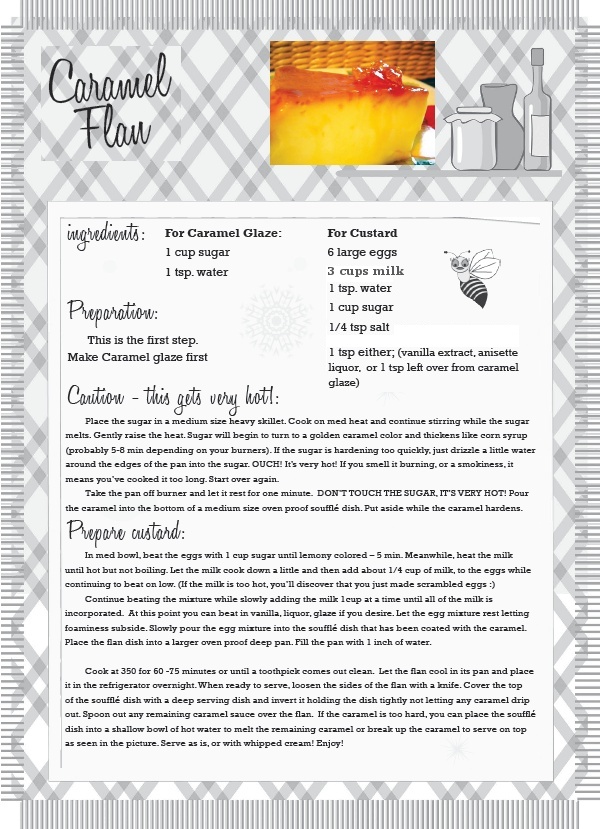 Caramel
Flan
ingredients:
For Caramel Glaze:
1 cup sugar
1 tsp. water
For Custard
6 large eggs
3 cups milk
1 tsp. water
1 cup sugar
1/4 tsp salt
1 tsp either; (vanilla extract, anisette
liquor, or 1 tsp left over from caramel
glaze)
Preparation:
This is the first step.
Make Caramel glaze first
Caution - this gets very hot!:
Place the sugar in a medium size heavy skillet. Cook on med heat and continue stirring while the sugar
melts. Gently raise the heat. Sugar will begin to turn to a golden caramel color and thickens like corn syrup
(probably 5-8 min depending on your burners). If the sugar is hardening too quickly, just drizzle a little water
around the edges of the pan into the sugar. OUCH! It's very hot! If you smell it burning, or a smokiness, it
means you've cooked it too long. Start over again.
Take the pan off burner and let it rest for one minute. DON'T TOUCH THE SUGAR, IT'S VERY HOT! Pour
the caramel into the bottom of a medium size oven proof soufflé dish. Put aside while the caramel hardens.
Prepare custard:
In med bowl, beat the eggs with 1 cup sugar until lemony colored – 5 min. Meanwhile, heat the milk
until hot but not boiling. Let the milk cook down a little and then add about 1/4 cup of milk, to the eggs while
continuing to beat on low. (If the milk is too hot, you'll discover that you just made scrambled eggs :)
Continue beating the mixture while slowly adding the milk 1cup at a time until all of the milk is
incorporated. At this point you can beat in vanilla, liquor, glaze if you desire. Let the egg mixture rest letting
foaminess subside. Slowly pour the egg mixture into the soufflé dish that has been coated with the caramel.
Place the flan dish into a larger oven proof deep pan. Fill the pan with 1 inch of water.
Cook at 350 for 60 -75 minutes or until a toothpick comes out clean. Let the flan cool in its pan and place
it in the refrigerator overnight. When ready to serve, loosen the sides of the flan with a knife. Cover the top
of the soufflé dish with a deep serving dish and invert it holding the dish tightly not letting any caramel drip
out. Spoon out any remaining caramel sauce over the flan. If the caramel is too hard, you can place the soufflé
dish into a shallow bowl of hot water to melt the remaining caramel or break up the caramel to serve on top
as seen in the picture. Serve as is, or with whipped cream! Enjoy!